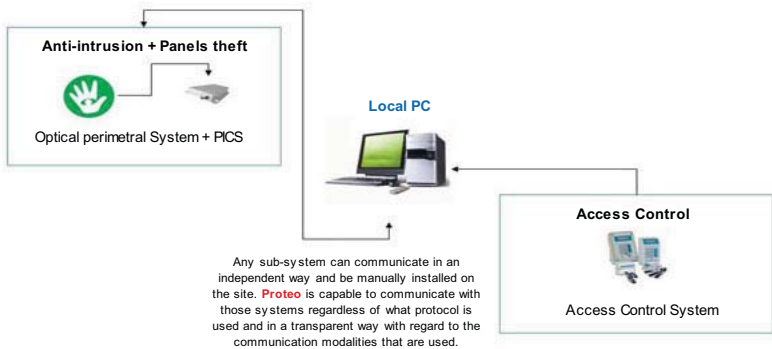 Anti-intrusion + Panels theft
Optical perimetral System + PICS
Local PC
Access Control
Access Control System
Any sub-system can communicate in an
independent way and be manually installed on
the site. Proteo is capable to communicate with
those systems regardless of what protocol is
used and in a transparent way with regard to the
communication modalities that are used.